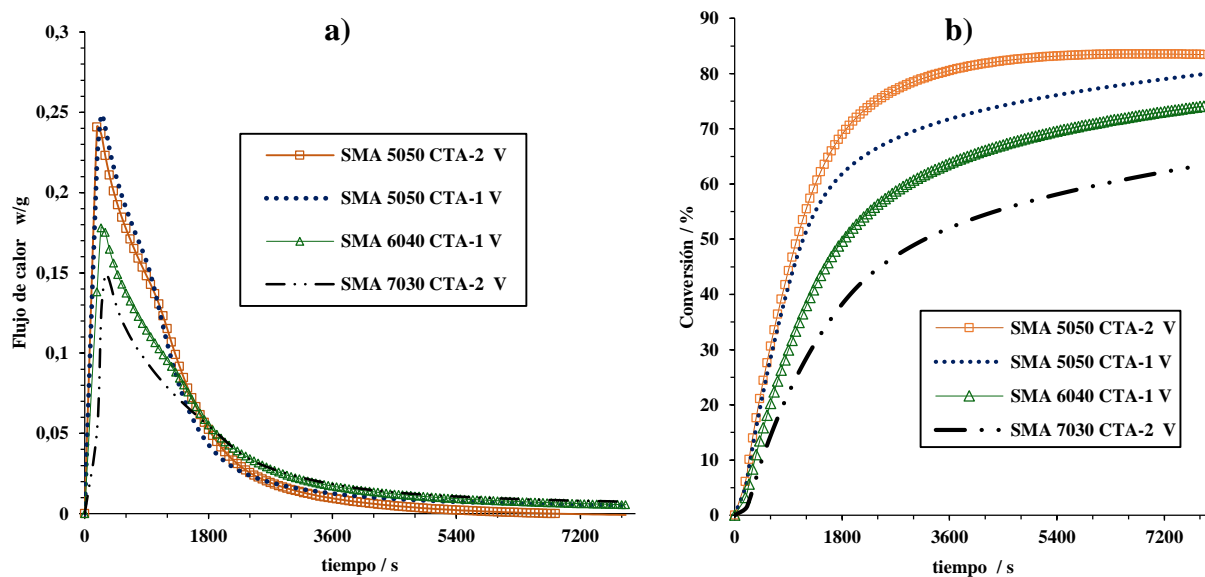 a)
0,3
0,25
0,2
0,15
0,1
0,05
0
Flujo de calor w/g
0 1800 3600 5400 7200
tiempo / s
SMA 5050 CTA-2 V
SMA 5050 CTA-1 V
SMA 6040 CTA-1 V
SMA 7030 CTA-2 V
b)
90
80
70
60
50
40
30
20
10
0
Conversión / %
0 1800 3600 5400 7200
tiempo / s
SMA 5050 CTA-2 V
SMA 5050 CTA-1 V
SMA 6040 CTA-1 V
SMA 7030 CTA-2 V